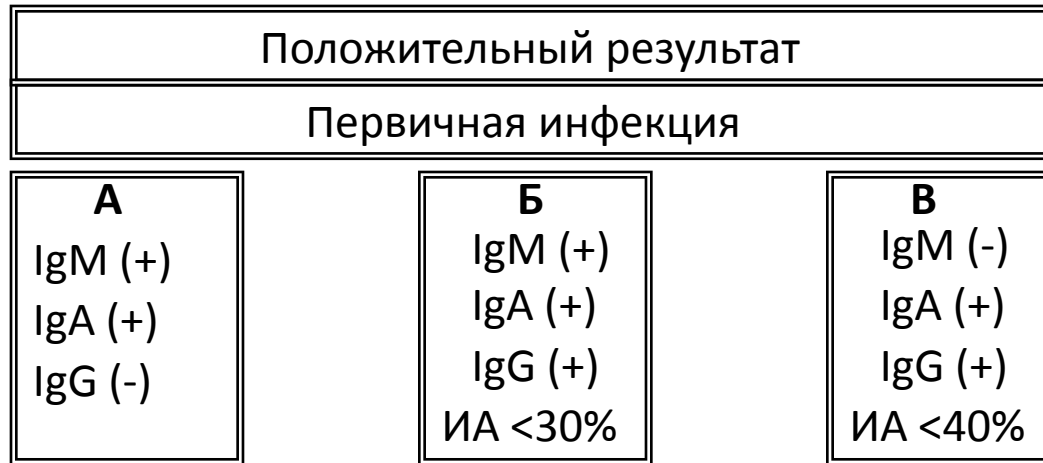 Положительный результат
Первичная инфекция
А
IgM (+)
IgA (+)
IgG (-)
Б
IgM (+)
IgA (+)
IgG (+)
ИА <30%
В
IgM (-)
IgA (+)
IgG (+)
ИА <40%